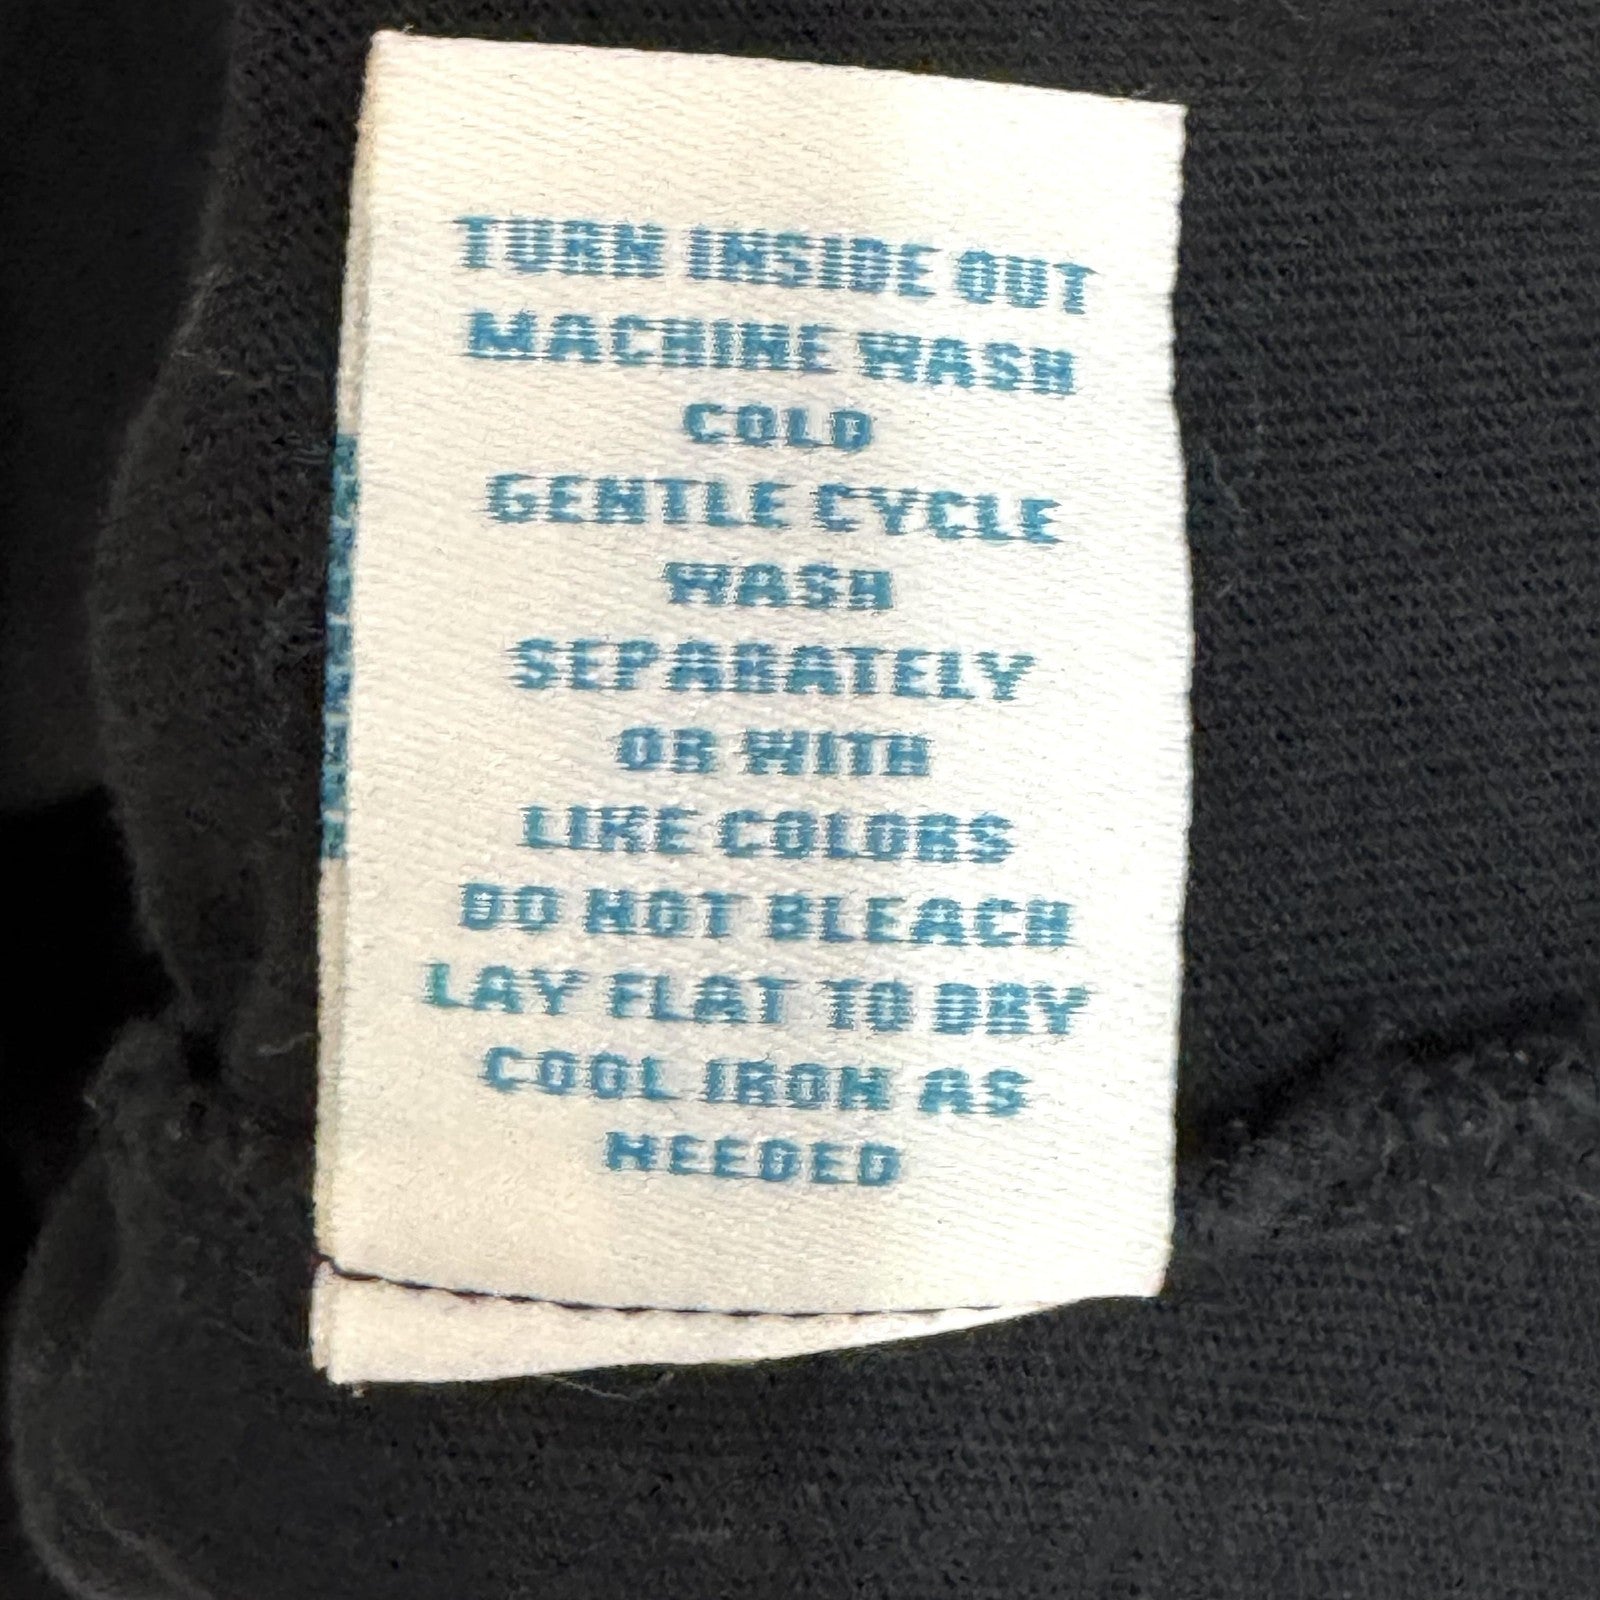 TURN INSIDE OUT
MACHINE WASH
COLD
GENTLE CYCLE
WASH
SEPARATELY
OR WITH
LIKE COLORS
DO NOT BLEACH
LAY FLAT TO DRY
COOL IRON AS
NEEDED